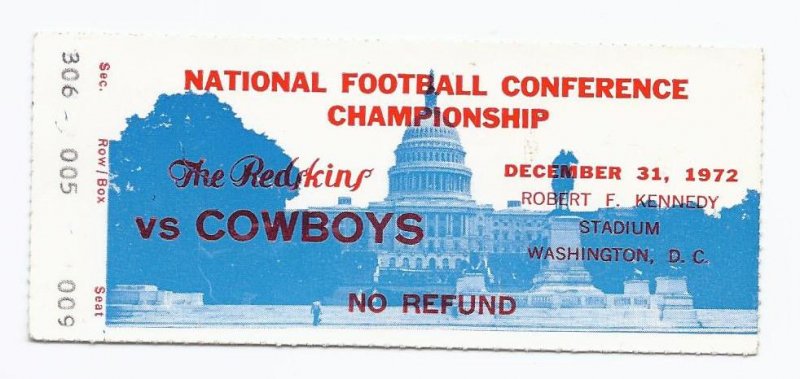 Sec. Row/Box Seat
306 - 005 009
NATIONAL FOOTBALL CONFERENCE
CHAMPIONSHIP
The Redskins
vs COWBOYS
DECEMBER 31, 1972
ROBERT F. KENNEDY
STADIUM
WASHINGTON, D.C.
NO REFUND